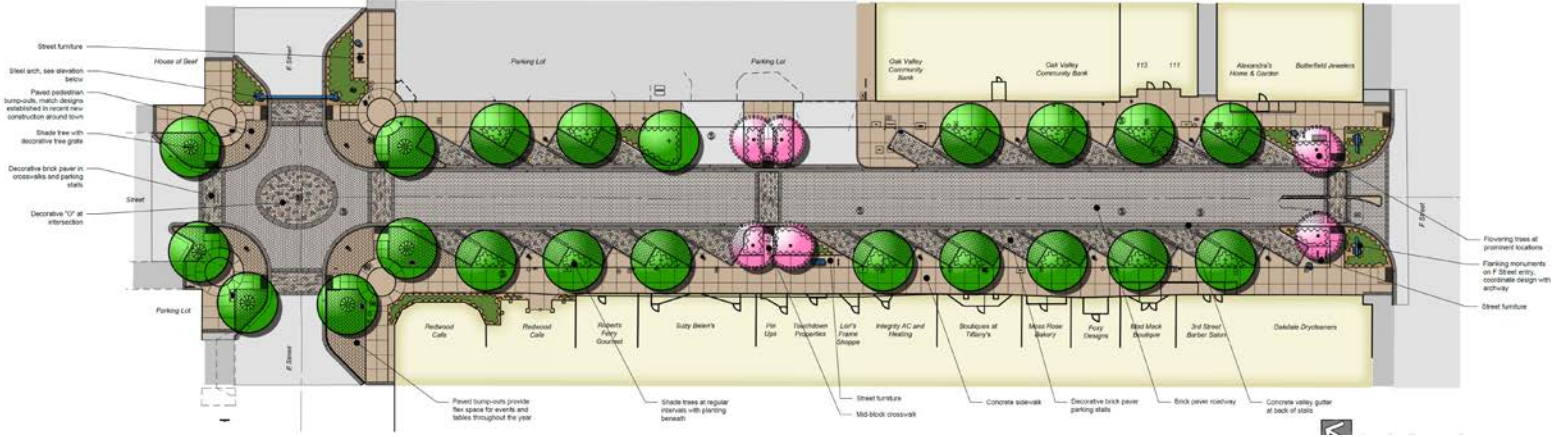 Street furniture
Steel arch, see elevation
below
Paved pedestrian
bump-outs, match designs
established in recent new
construction around town
Shade tree with
decorative tree grate
Decorative brick paver in
crosswalks and parking
stalls
Decorative "O" at
intersection
House of Beef
E Street
Parking Lot
Parking Lot
Oak Valley
Community
Bank
Oak Valley
Community Bank
113
111
Alexandra's
Home & Garden
Butterfield Jewelers
Street
F Street
Flowering trees at
prominent locations
Flanking monuments
on F Street entry,
coordinate design with
archway
Street furniture
Parking Lot
E Street
Redwood
Cafe
Redwood
Cafe
Roberts
Ferry
Gourmet
Suzy Belen's
Pin
Ups
Touchdown
Properties
Lori's
Frame
Shoppe
Integrity AC and
Heating
Boutiques at
Tiffany's
Moss Rose
Bakery
Foxy
Designs
Mad Mack
Boutique
3rd Street
Barber Salon
Oakdale Drycleaners
Paved bump-outs provide
flex space for events and
tables throughout the year
Shade trees at regular
intervals with planting
beneath
Street furniture
Mid-block crosswalk
Concrete sidewalk
Decorative brick paver
parking stalls
Brick paver roadway
Concrete valley gutter
at back of stalls